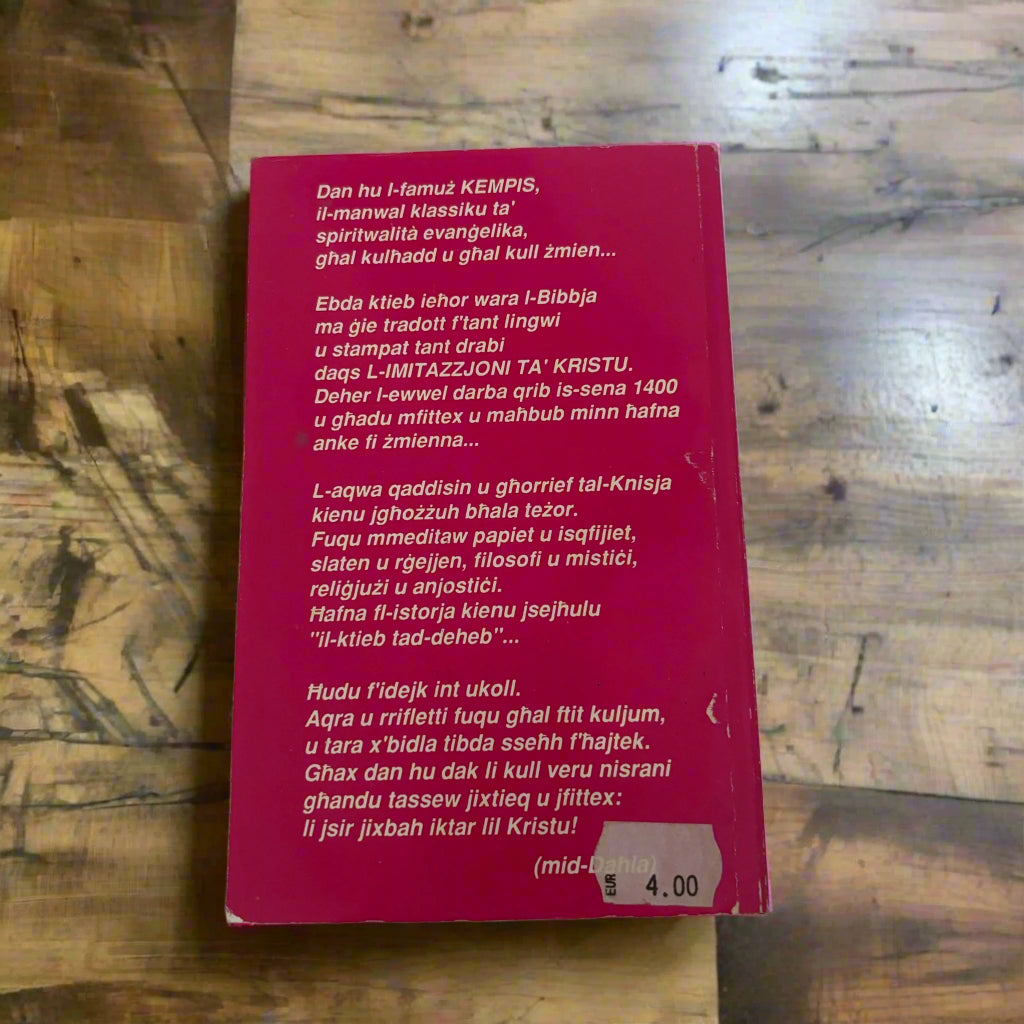 Dan hu l-famuż KEMPIS,
il-manwal klassiku ta'
spiritwalità evanġelika,
għal kulħadd u għal kull żmien...
Ebda ktieb ieħor wara l-Bibbja
ma ġie tradott f'tant lingwi
u stampat tant drabi
daqs L-IMITAZZJONI TA' KRISTU.
Deher l-ewwel darba qrib is-sena 1400
u għadu mfittex u maħbub minn ħafna
anke fi żmienna...
L-aqwa qaddisin u għorrief tal-Knisja
kienu jgħożżuh bħala teżor.
Fuqu mmeditaw papiet u isqfijiet,
slaten u rġejjen, filosofi u mistiċi,
reliġjużi u anjostiċi.
Ħafna fl-istorja kienu jsejħulu
"il-ktieb tad-deheb"...
Ħudu f'idejk int ukoll.
Aqra u rrifletti fuqu għal ftit kuljum,
u tara x'bidla tibda sseħħ f'ħajtek.
Għax dan hu dak li kull veru nisrani
għandu tassew jixtieq u jfittex:
li jsir jixbah iktar lil Kristu!
(mid-Daħla)
EUR 4.00